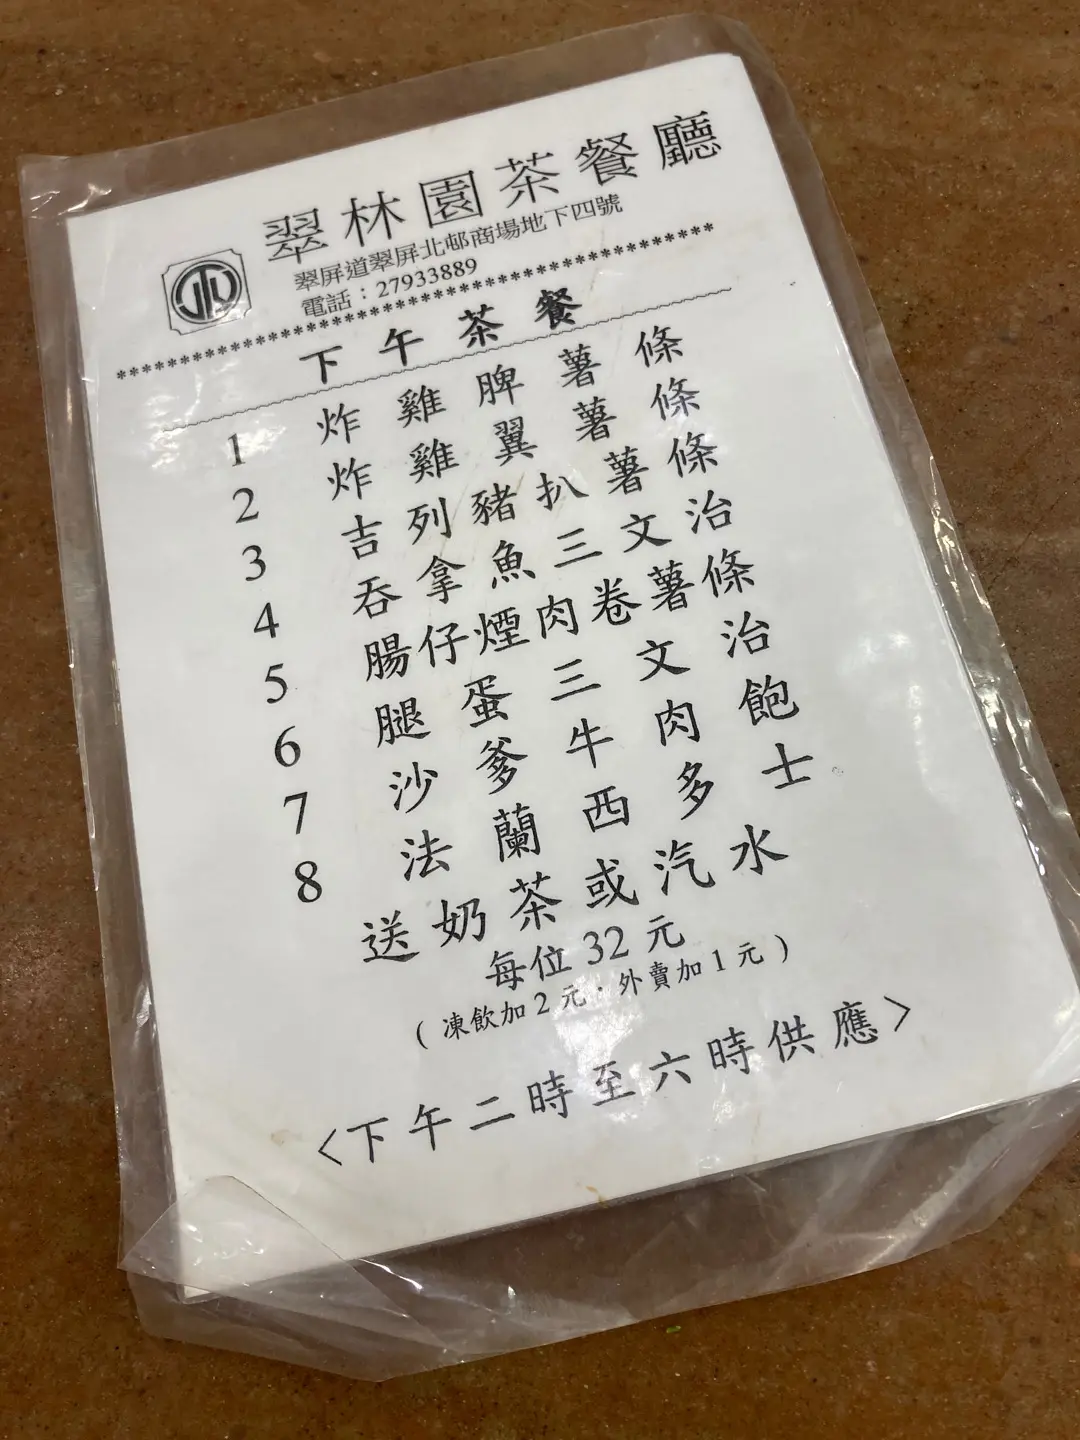 翠林園茶餐廳
翠屏道翠屏北邨商場地下四號
電話：27933889
*************************************************
下午茶餐
1 炸雞脾薯條
2 炸雞翼薯條
3 吉列豬扒薯條
4 吞拿魚三文治
5 腸仔煙肉卷薯條
6 腿蛋三文治
7 沙爹牛肉飽
8 法蘭西多士
送奶茶或汽水
每位32元
(凍飲加2元，外賣加1元)
<下午二時至六時供應>